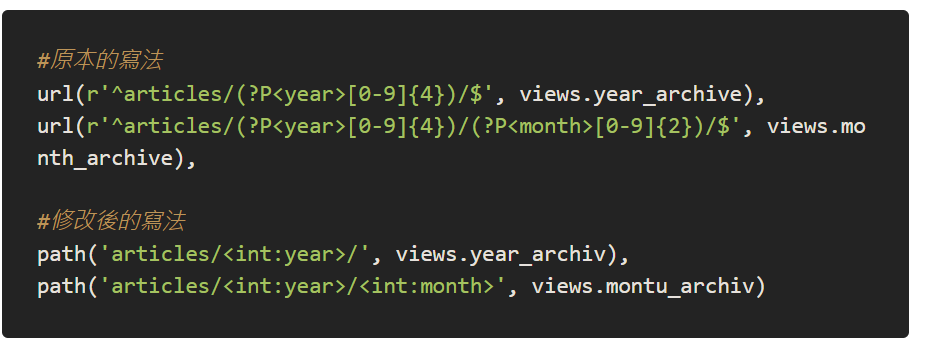 #原本的寫法
url(r'^articles/(?P<year>[0-9]{4})/$', views.year_archive),
url(r'^articles/(?P<year>[0-9]{4})/(?P<month>[0-9]{2})/$', views.mo
nth_archive),
#修改後的寫法
path('articles/<int:year>/', views.year_archiv),
path('articles/<int:year>/<int:month>', views.montu_archiv)